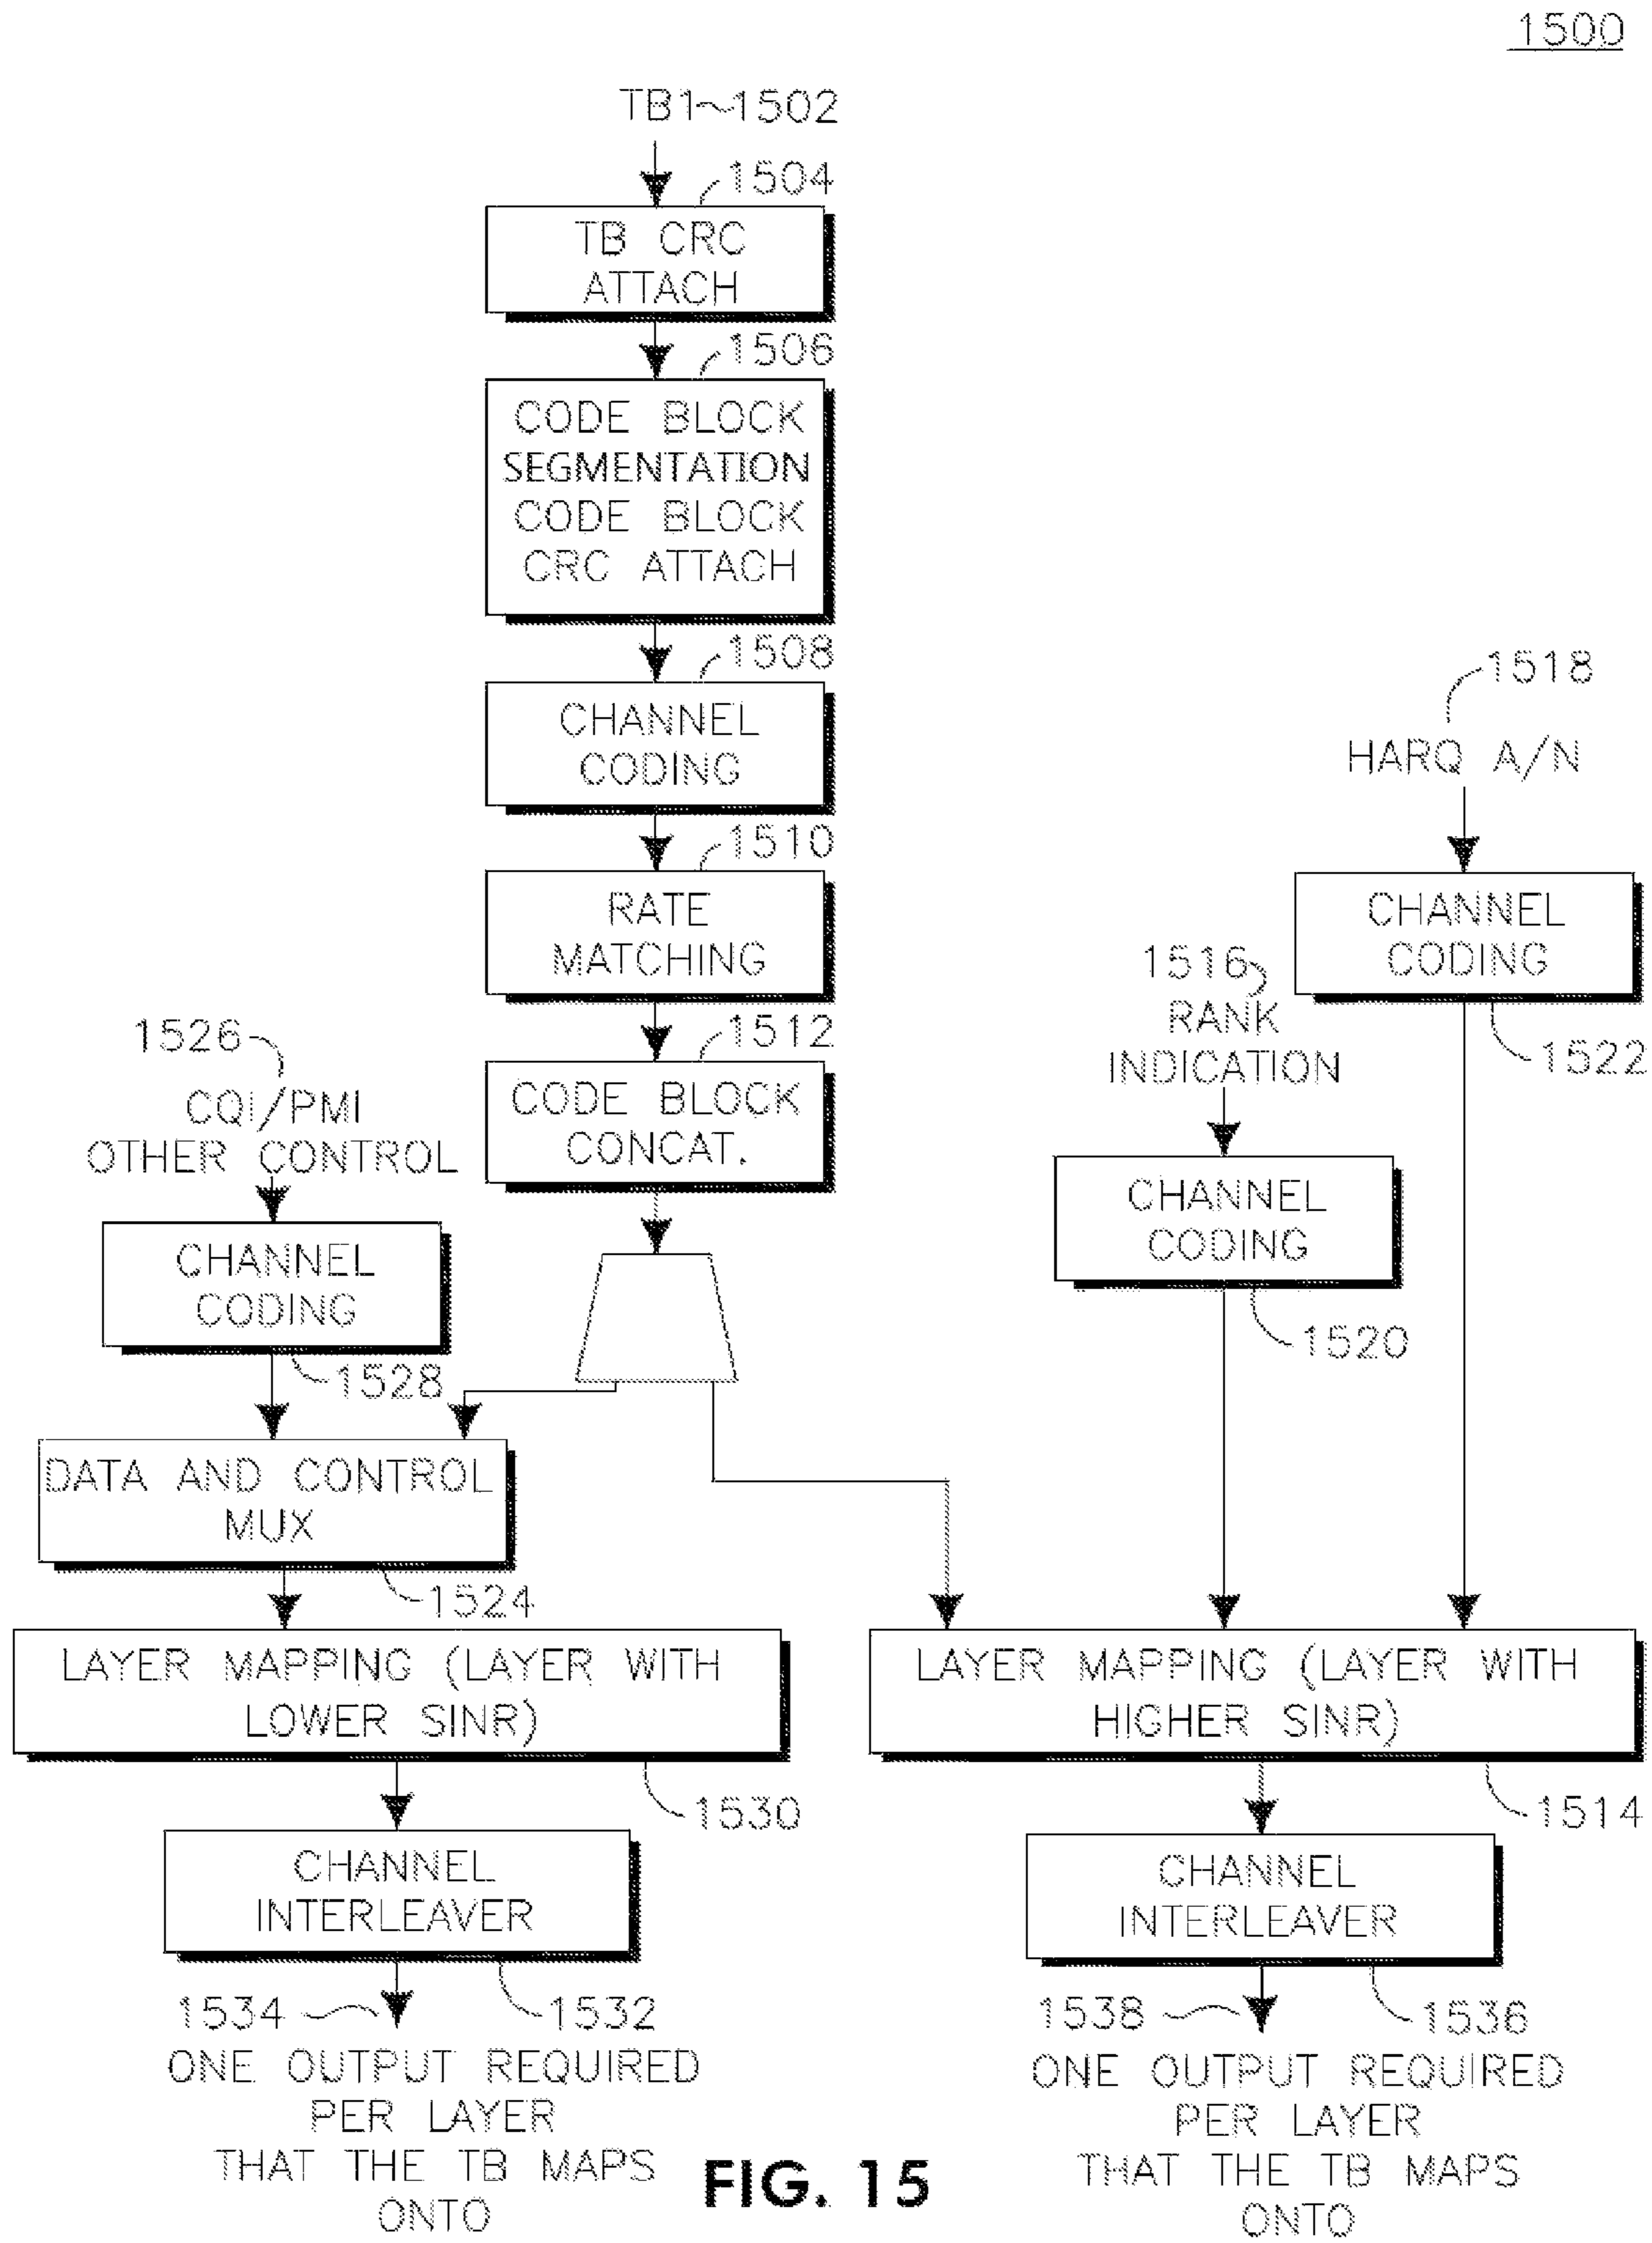 1500
TB1~1502
1504
TB CRC
ATTACH
1506
CODE BLOCK
SEGMENTATION
CODE BLOCK
CRC ATTACH
1508
CHANNEL
CODING
1510
RATE
MATCHING
1512
CODE BLOCK
CONCAT.
1518
HARQ A/N
CHANNEL
CODING
1522
1516
RANK
INDICATION
CHANNEL
CODING
1520
1526
CQI/PMI
OTHER CONTROL
CHANNEL
CODING
1528
DATA AND CONTROL
MUX
1524
LAYER MAPPING (LAYER WITH
LOWER SINR)
1530
LAYER MAPPING (LAYER WITH
HIGHER SINR)
1514
CHANNEL
INTERLEAVER
1532
1534
ONE OUTPUT REQUIRED
PER LAYER
THAT THE TB MAPS
ONTO
CHANNEL
INTERLEAVER
1536
1538
ONE OUTPUT REQUIRED
PER LAYER
THAT THE TB MAPS
ONTO
FIG. 15